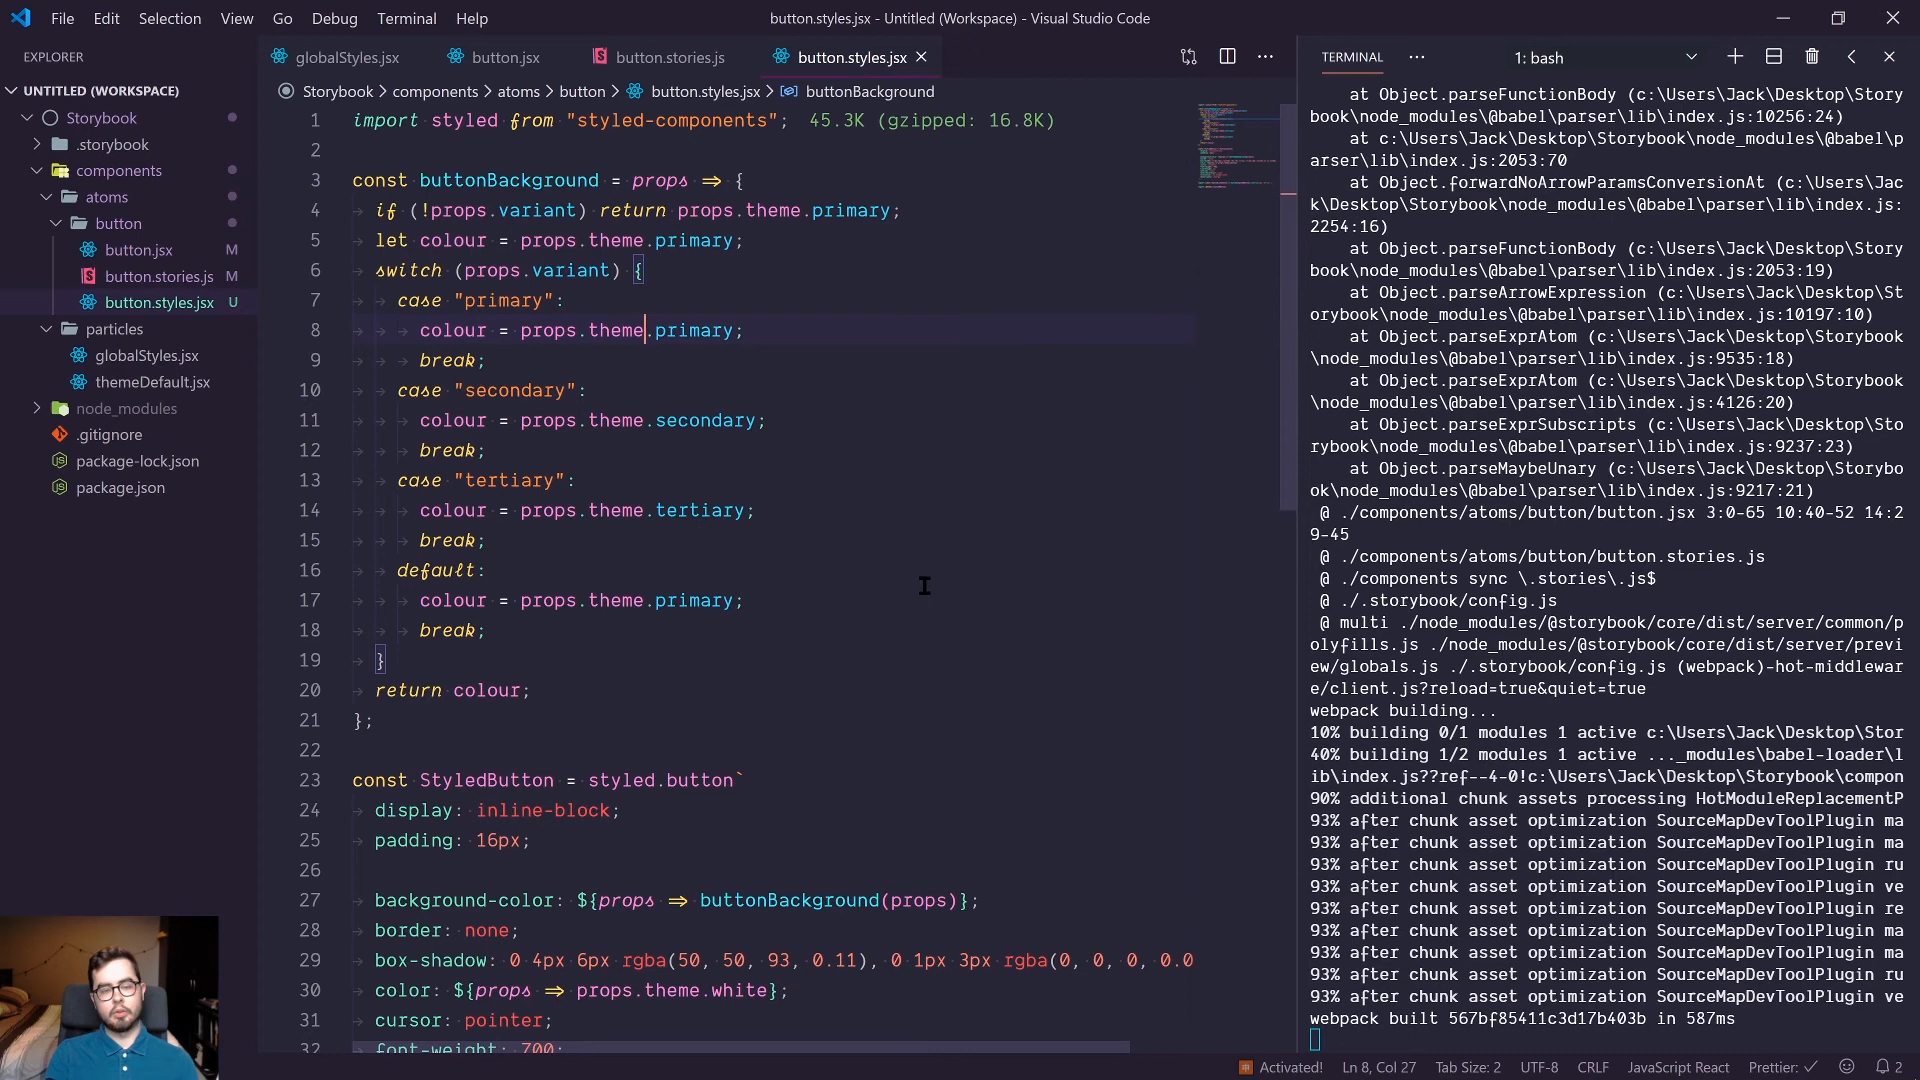 File Edit Selection View Go Debug Terminal Help
button.styles.jsx - Untitled (Workspace) - Visual Studio Code
EXPLORER
UNTITLED (WORKSPACE)
Storybook
.storybook
components
atoms
button
button.jsx M
button.stories.js M
button.styles.jsx U
particles
globalStyles.jsx
themeDefault.jsx
node_modules
.gitignore
package-lock.json
package.json
globalStyles.jsx button.jsx button.stories.js button.styles.jsx
Storybook > components > atoms > button > button.styles.jsx > buttonBackground
1 import styled from "styled-components"; 45.3K (gzipped: 16.8K)
2
3 const buttonBackground = props => {
4 if (!props.variant) return props.theme.primary;
5 let colour = props.theme.primary;
6 switch (props.variant) {
7 case "primary":
8 colour = props.theme.primary;
9 break;
10 case "secondary":
11 colour = props.theme.secondary;
12 break;
13 case "tertiary":
14 colour = props.theme.tertiary;
15 break;
16 default:
17 colour = props.theme.primary;
18 break;
19 }
20 return colour;
21 };
22
23 const StyledButton = styled.button`
24 display: inline-block;
25 padding: 16px;
26
27 background-color: ${props => buttonBackground(props)};
28 border: none;
29 box-shadow: 0 4px 6px rgba(50, 50, 93, 0.11), 0 1px 3px rgba(0, 0, 0, 0.0
30 color: ${props => props.theme.white};
31 cursor: pointer;
32 font-weight: 700;
TERMINAL 1: bash
at Object.parseFunctionBody (c:\Users\Jack\Desktop\Story
book\node_modules\@babel\parser\lib\index.js:10256:24)
at c:\Users\Jack\Desktop\Storybook\node_modules\@babel\p
arser\lib\index.js:2053:70
at Object.forwardNoArrowParamsConversionAt (c:\Users\Jac
k\Desktop\Storybook\node_modules\@babel\parser\lib\index.js:
2254:16)
at Object.parseFunctionBody (c:\Users\Jack\Desktop\Story
book\node_modules\@babel\parser\lib\index.js:2053:19)
at Object.parseArrowExpression (c:\Users\Jack\Desktop\St
orybook\node_modules\@babel\parser\lib\index.js:10197:10)
at Object.parseExprAtom (c:\Users\Jack\Desktop\Storybook
\node_modules\@babel\parser\lib\index.js:9535:18)
at Object.parseExprAtom (c:\Users\Jack\Desktop\Storybook
\node_modules\@babel\parser\lib\index.js:4126:20)
at Object.parseExprSubscripts (c:\Users\Jack\Desktop\Sto
rybook\node_modules\@babel\parser\lib\index.js:9237:23)
at Object.parseMaybeUnary (c:\Users\Jack\Desktop\Storybo
ok\node_modules\@babel\parser\lib\index.js:9217:21)
@ ./components/atoms/button/button.jsx 3:0-65 10:40-52 14:2
9-45
@ ./components/atoms/button/button.stories.js
@ ./components sync \.stories\.js$
@ ./.storybook/config.js
@ multi ./node_modules/@storybook/core/dist/server/common/p
olyfills.js ./node_modules/@storybook/core/dist/server/previ
ew/globals.js ./.storybook/config.js (webpack)-hot-middlewar
e/client.js?reload=true&quiet=true
webpack building...
10% building 0/1 modules 1 active c:\Users\Jack\Desktop\Stor
40% building 1/2 modules 1 active ..._modules\babel-loader\l
ib\index.js??ref--4-0!c:\Users\Jack\Desktop\Storybook\compon
90% additional chunk assets processing HotModuleReplacementP
93% after chunk asset optimization SourceMapDevToolPlugin ma
93% after chunk asset optimization SourceMapDevToolPlugin ma
93% after chunk asset optimization SourceMapDevToolPlugin ru
93% after chunk asset optimization SourceMapDevToolPlugin ve
93% after chunk asset optimization SourceMapDevToolPlugin re
93% after chunk asset optimization SourceMapDevToolPlugin ma
93% after chunk asset optimization SourceMapDevToolPlugin ma
93% after chunk asset optimization SourceMapDevToolPlugin ru
93% after chunk asset optimization SourceMapDevToolPlugin ve
webpack built 567bf85411c3d17b403b in 587ms
Activated! Ln 8, Col 27 Tab Size: 2 UTF-8 CRLF JavaScript React Prettier: ✓ 2